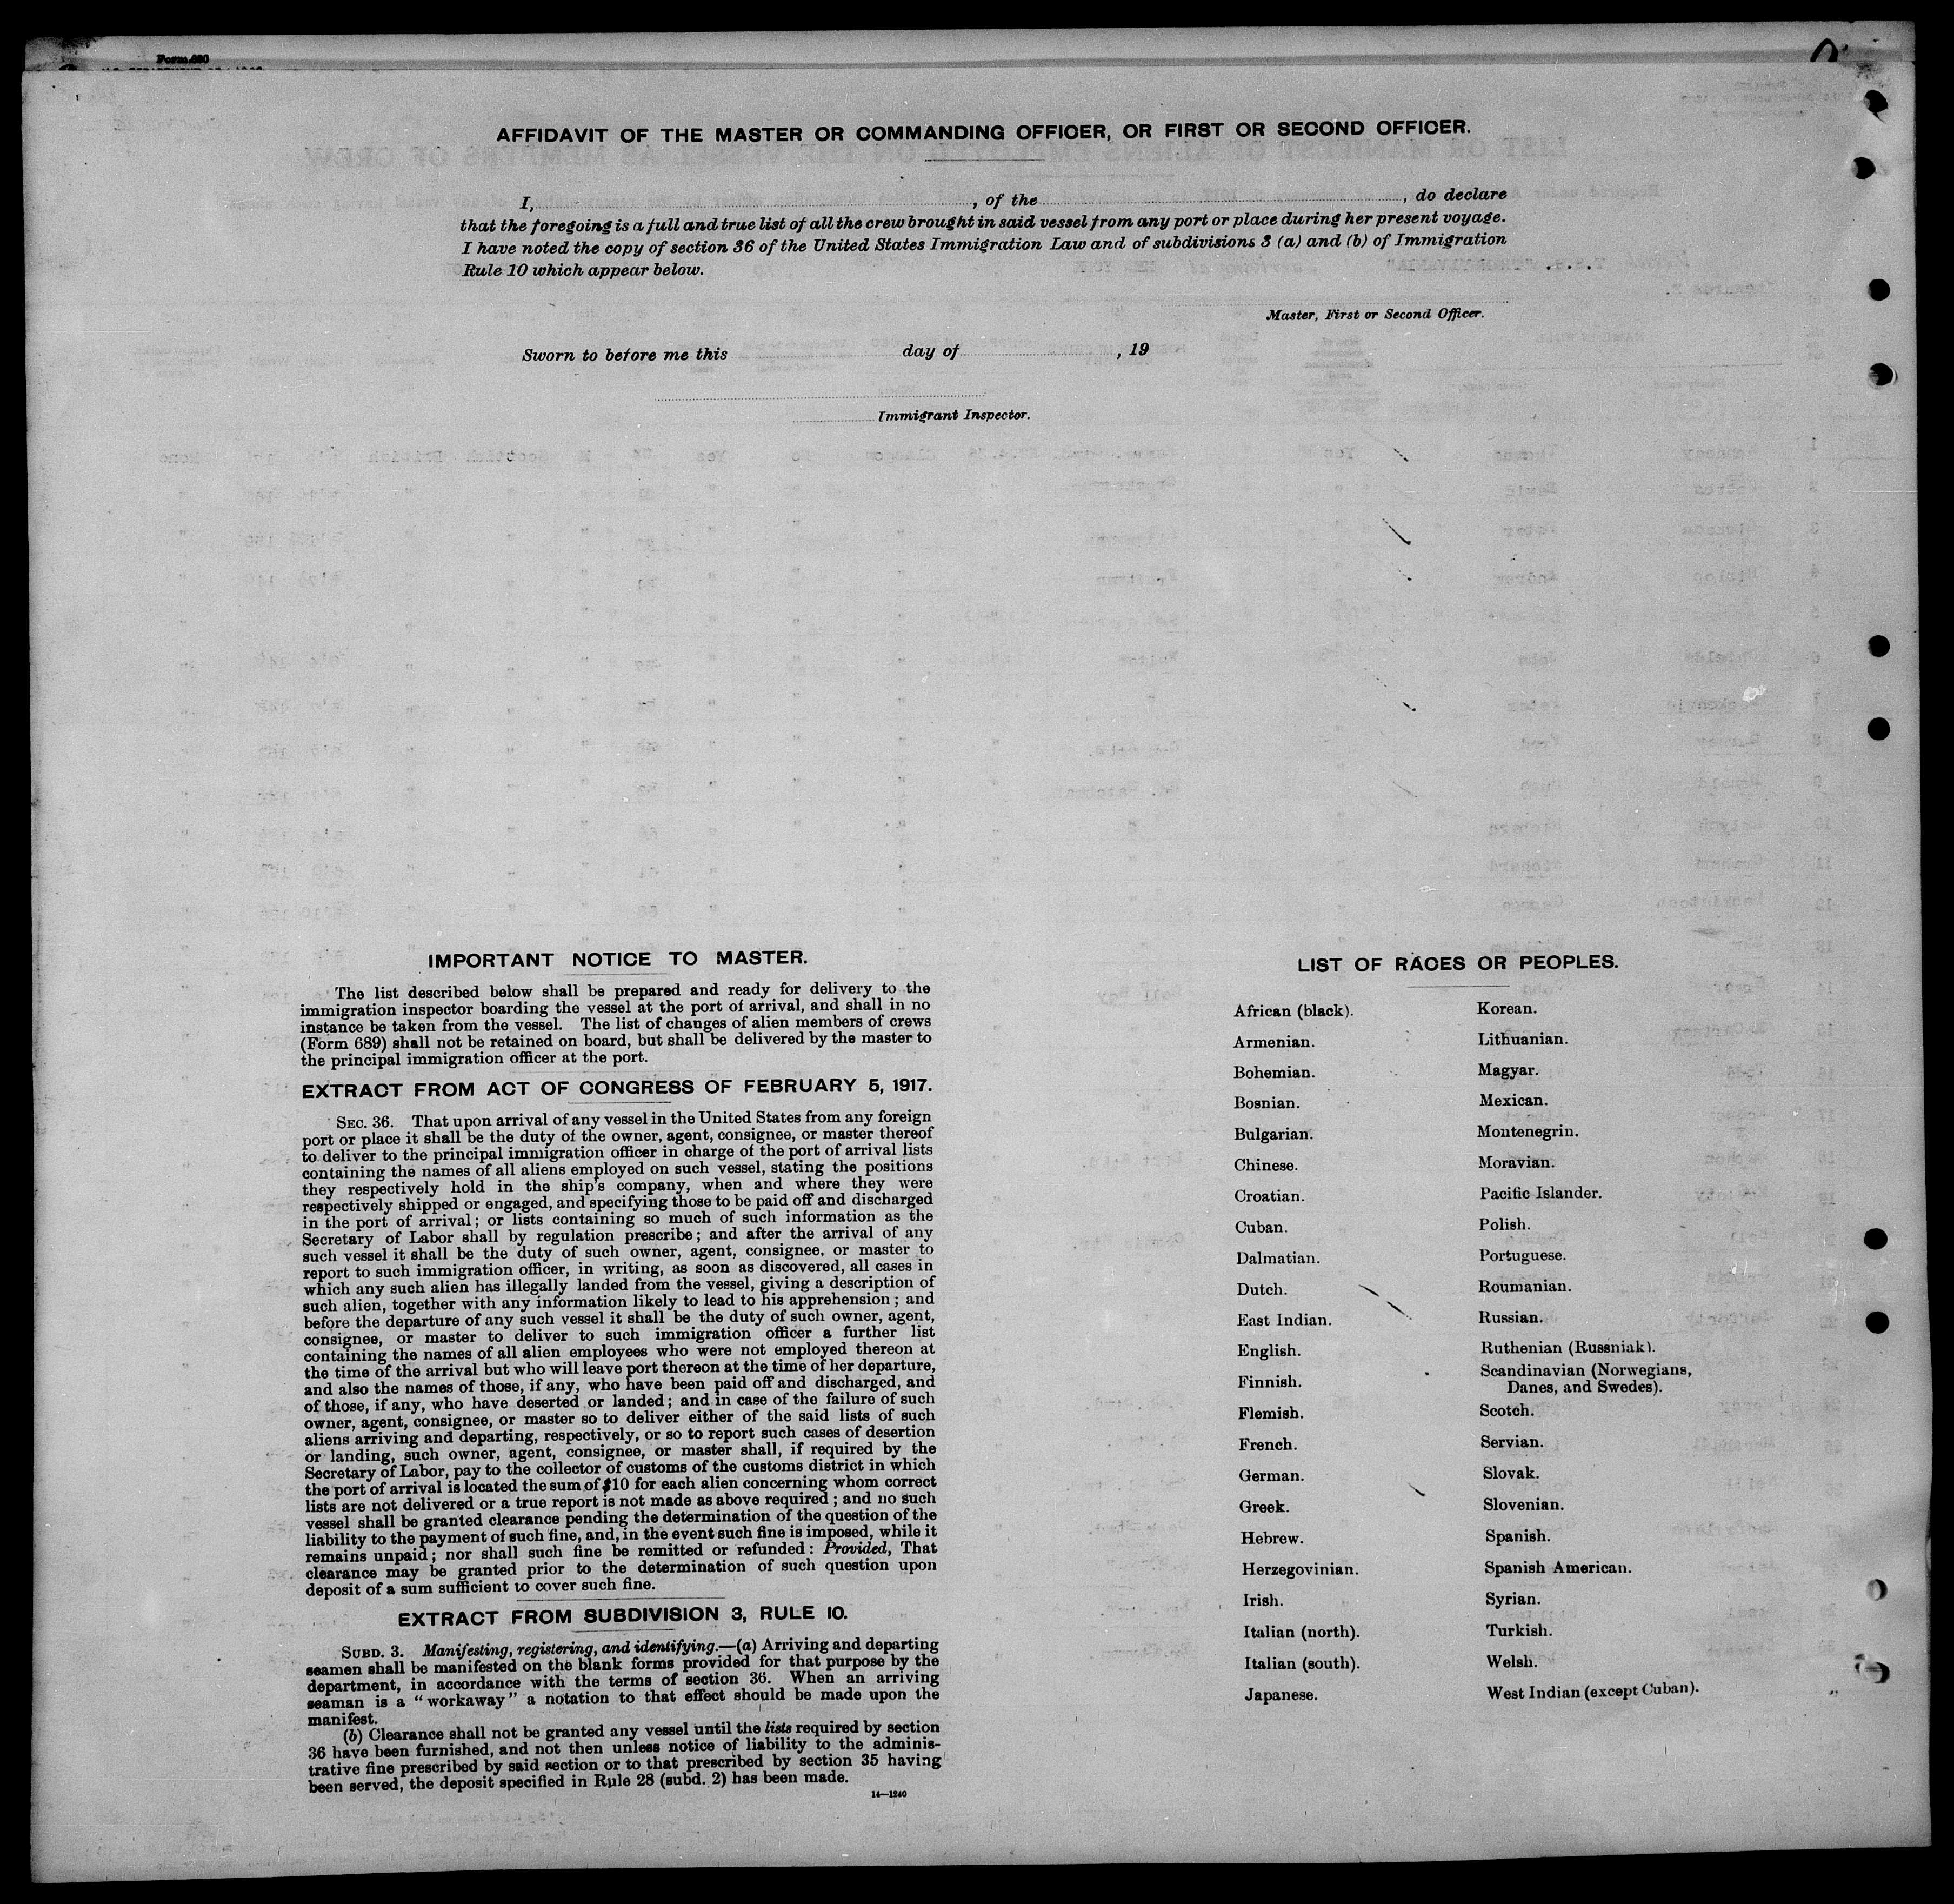 AFFIDAVIT OF THE MASTER OR COMMANDING OFFICER, OR FIRST OR SECOND OFFICER.
I, , of the , do declare
that the foregoing is a full and true list of all the crew brought in said vessel from any port or place during her present voyage.
I have noted the copy of section 36 of the United States Immigration Law and of subdivisions 3 (a) and (b) of Immigration
Rule 10 which appear below.
Master, First or Second Officer.
Sworn to before me this day of , 19
Immigrant Inspector.
IMPORTANT NOTICE TO MASTER.
The list described below shall be prepared and ready for delivery to the
immigration inspector boarding the vessel at the port of arrival, and shall in no
instance be taken from the vessel. The list of changes of alien members of crews
(Form 689) shall not be retained on board, but shall be delivered by the master to
the principal immigration officer at the port.
EXTRACT FROM ACT OF CONGRESS OF FEBRUARY 5, 1917.
SEC. 36. That upon arrival of any vessel in the United States from any foreign
port or place it shall be the duty of the owner, agent, consignee, or master thereof
to deliver to the principal immigration officer in charge of the port of arrival lists
containing the names of all aliens employed on such vessel, stating the positions
they respectively hold in the ship's company, when and where they were
respectively shipped or engaged, and specifying those to be paid off and discharged
in the port of arrival; or lists containing so much of such information as the
Secretary of Labor shall by regulation prescribe; and after the arrival of any
such vessel it shall be the duty of such owner, agent, consignee, or master to
report to such immigration officer, in writing, as soon as discovered, all cases in
which any such alien has illegally landed from the vessel, giving a description of
such alien, together with any information likely to lead to his apprehension; and
before the departure of any such vessel it shall be the duty of such owner, agent,
consignee, or master to deliver to such immigration officer a further list
containing the names of all alien employees who were not employed thereon at
the time of the arrival but who will leave port thereon at the time of her departure,
and also the names of those, if any, who have been paid off and discharged, and
of those, if any, who have deserted or landed; and in case of the failure of such
owner, agent, consignee, or master so to deliver either of the said lists of such
aliens arriving and departing, respectively, or so to report such cases of desertion
or landing, such owner, agent, consignee, or master shall, if required by the
Secretary of Labor, pay to the collector of customs of the customs district in which
the port of arrival is located the sum of $10 for each alien concerning whom correct
lists are not delivered or a true report is not made as above required; and no such
vessel shall be granted clearance pending the determination of the question of the
liability to the payment of such fine, and, in the event such fine is imposed, while it
remains unpaid; nor shall such fine be remitted or refunded: Provided, That
clearance may be granted prior to the determination of such question upon
deposit of a sum sufficient to cover such fine.
EXTRACT FROM SUBDIVISION 3, RULE 10.
SUBD. 3. Manifesting, registering, and identifying.—(a) Arriving and departing
seamen shall be manifested on the blank forms provided for that purpose by the
department, in accordance with the terms of section 36. When an arriving
seaman is a "workaway" a notation to that effect should be made upon the
manifest.
(b) Clearance shall not be granted any vessel until the lists required by section
36 have been furnished, and not then unless notice of liability to the adminis-
trative fine prescribed by said section or to that prescribed by section 35 having
been served, the deposit specified in Rule 28 (subd. 2) has been made.
14—1240
LIST OF RACES OR PEOPLES.
African (black).
Armenian.
Bohemian.
Bosnian.
Bulgarian.
Chinese.
Croatian.
Cuban.
Dalmatian.
Dutch.
East Indian.
English.
Finnish.
Flemish.
French.
German.
Greek.
Hebrew.
Herzegovinian.
Irish.
Italian (north).
Italian (south).
Japanese.
Korean.
Lithuanian.
Magyar.
Mexican.
Montenegrin.
Moravian.
Pacific Islander.
Polish.
Portuguese.
Roumanian.
Russian.
Ruthenian (Russniak).
Scandinavian (Norwegians,
Danes, and Swedes).
Scotch.
Servian.
Slovak.
Slovenian.
Spanish.
Spanish American.
Syrian.
Turkish.
Welsh.
West Indian (except Cuban).